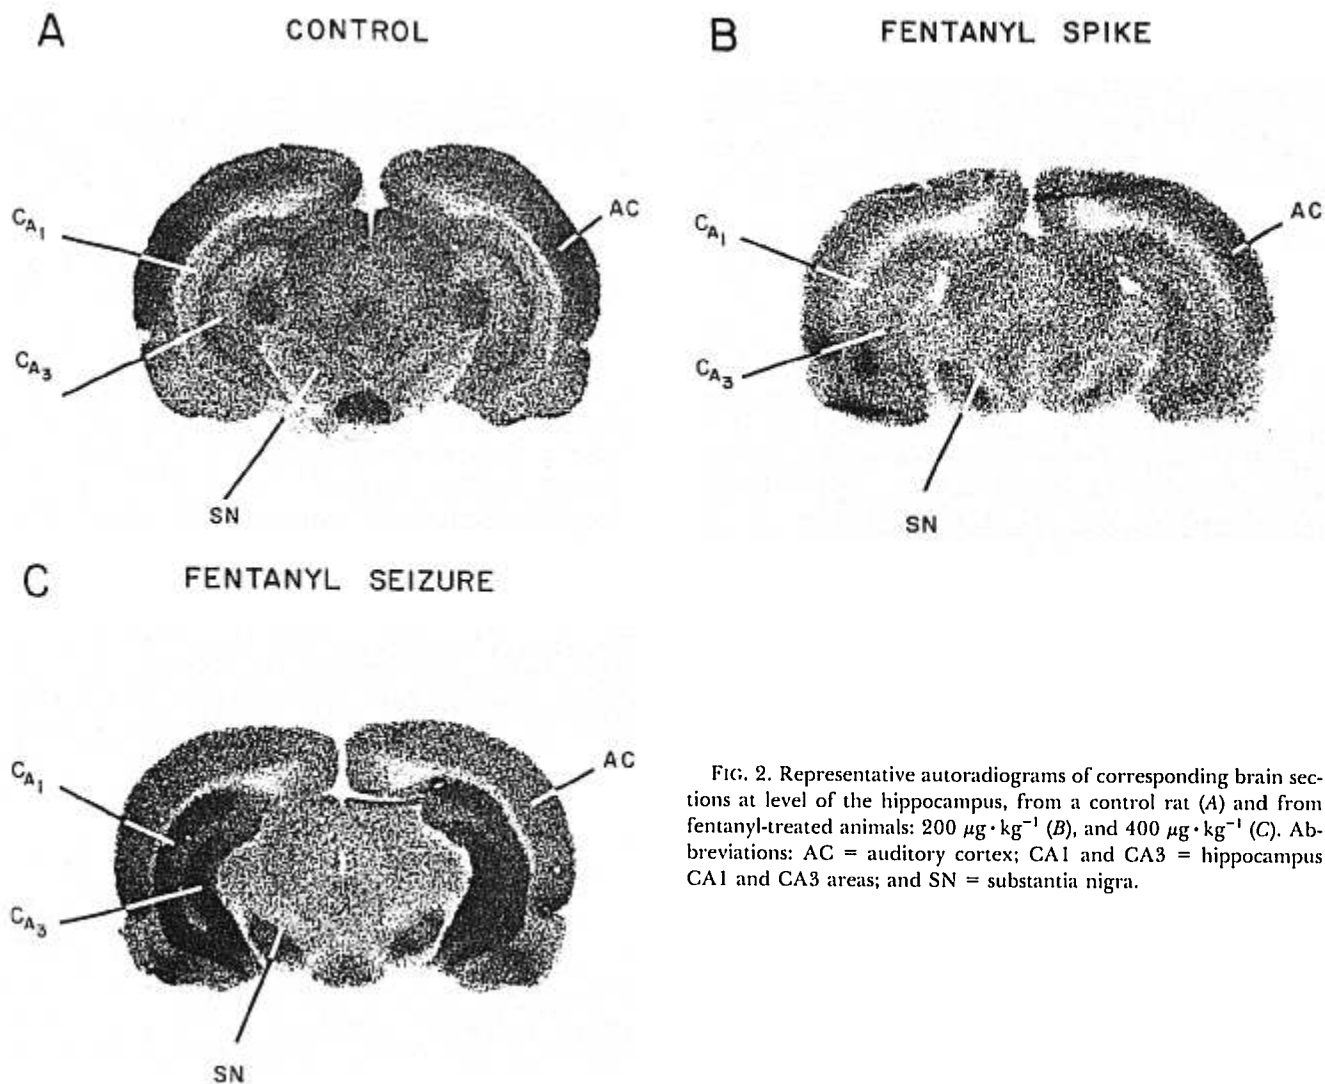 A
CONTROL
CA1
AC
CA3
SN
B
FENTANYL SPIKE
CA1
AC
CA3
SN
C
FENTANYL SEIZURE
CA1
AC
CA3
SN
FIG. 2. Representative autoradiograms of corresponding brain sec-
tions at level of the hippocampus, from a control rat (A) and from
fentanyl-treated animals: 200 μg·kg⁻¹ (B), and 400 μg·kg⁻¹ (C). Ab-
breviations: AC = auditory cortex; CA1 and CA3 = hippocampus
CA1 and CA3 areas; and SN = substantia nigra.